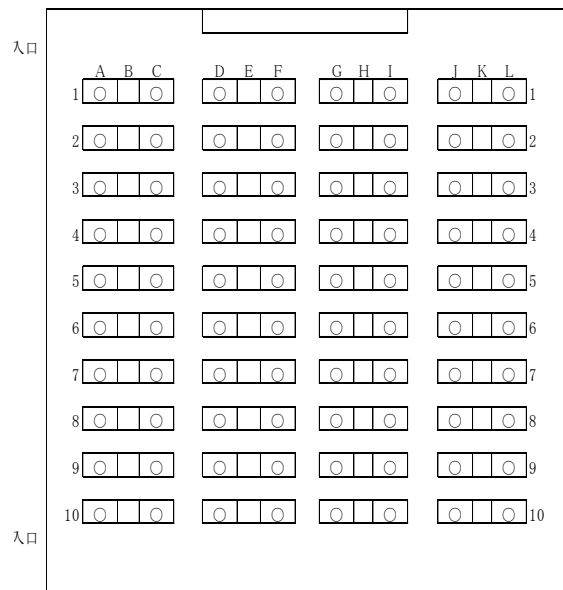 入口
A B C D E F G H I J K L
1 ○ ○ ○ ○ ○ ○ ○ ○ 1
2 ○ ○ ○ ○ ○ ○ ○ ○ 2
3 ○ ○ ○ ○ ○ ○ ○ ○ 3
4 ○ ○ ○ ○ ○ ○ ○ ○ 4
5 ○ ○ ○ ○ ○ ○ ○ ○ 5
6 ○ ○ ○ ○ ○ ○ ○ ○ 6
7 ○ ○ ○ ○ ○ ○ ○ ○ 7
8 ○ ○ ○ ○ ○ ○ ○ ○ 8
9 ○ ○ ○ ○ ○ ○ ○ ○ 9
10 ○ ○ ○ ○ ○ ○ ○ ○ 10
入口